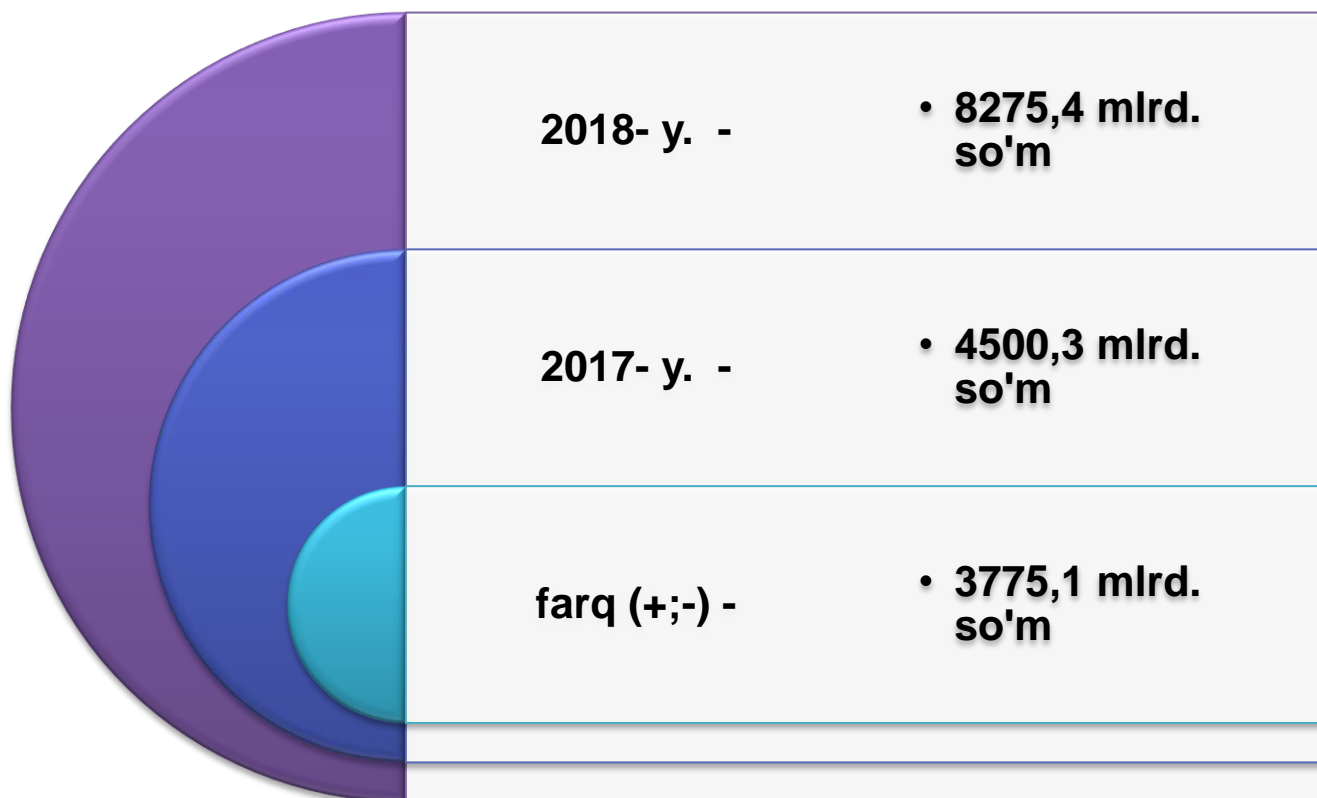 2018- y. -
• 8275,4 mlrd.
so'm
2017- y. -
• 4500,3 mlrd.
so'm
farq (+;-) -
• 3775,1 mlrd.
so'm